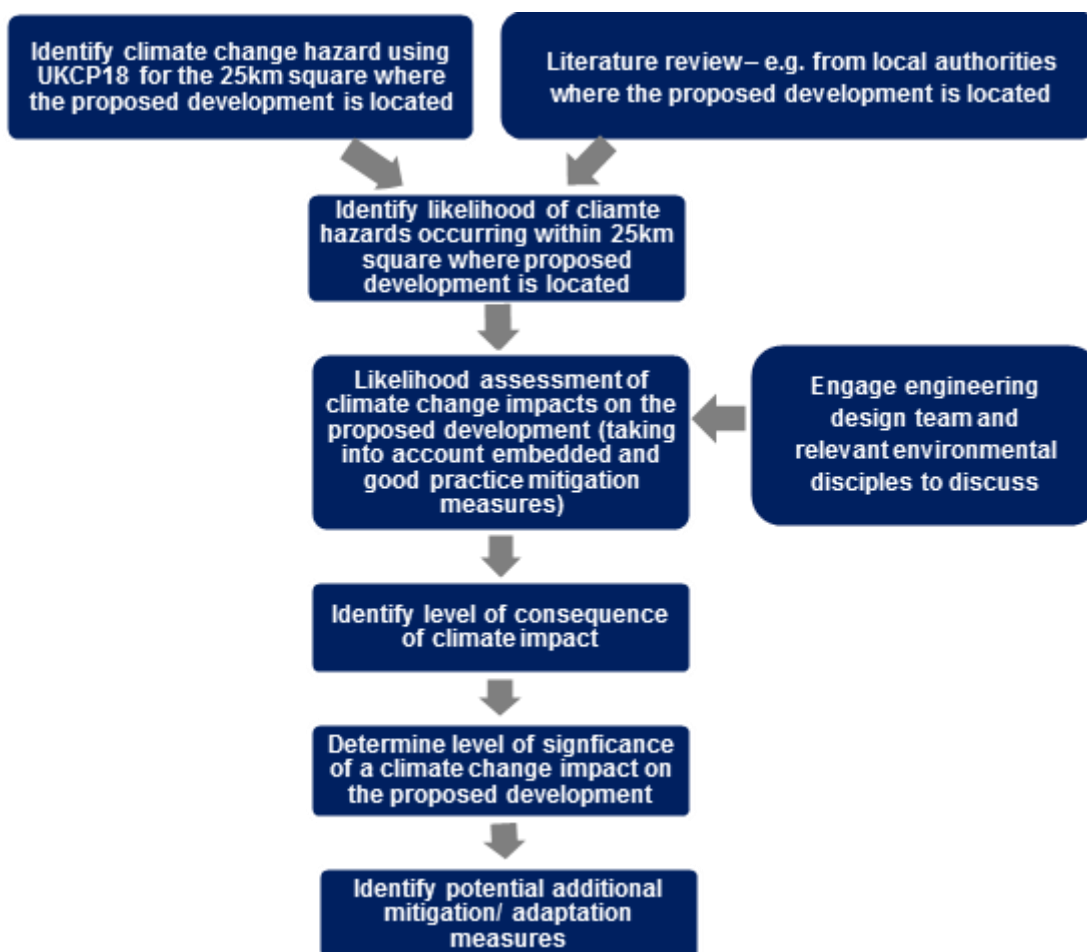 Identify climate change hazard using
UKCP18 for the 25km square where
the proposed development is located
Literature review– e.g. from local authorities
where the proposed development is located
Identify likelihood of cliamte
hazards occurring within 25km
square where proposed
development is located
Likelihood assessment of
climate change impacts on the
proposed development (taking
into account embedded and
good practice mitigation
measures)
Engage engineering
design team and
relevant environmental
disciples to discuss
Identify level of consequence
of climate impact
Determine level of signficance
of a climate change impact on
the proposed development
Identify potential additional
mitigation/ adaptation
measures